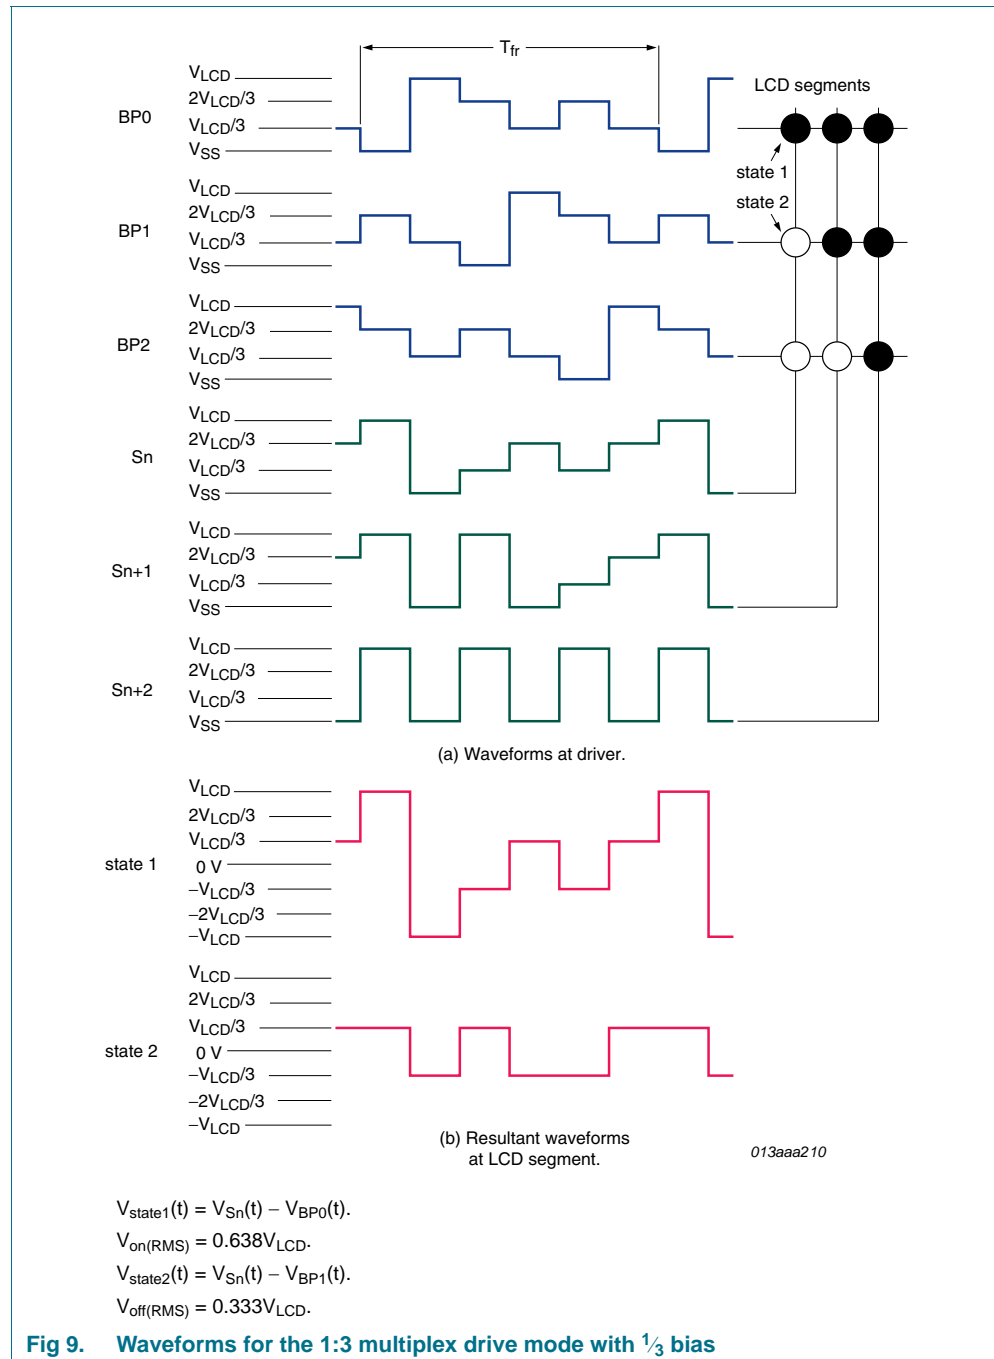 Tfr
BP0
VLCD
2VLCD/3
VLCD/3
VSS
LCD segments
state 1
state 2
BP1
VLCD
2VLCD/3
VLCD/3
VSS
BP2
VLCD
2VLCD/3
VLCD/3
VSS
Sn
VLCD
2VLCD/3
VLCD/3
VSS
Sn+1
VLCD
2VLCD/3
VLCD/3
VSS
Sn+2
VLCD
2VLCD/3
VLCD/3
VSS
(a) Waveforms at driver.
state 1
VLCD
2VLCD/3
VLCD/3
0 V
−VLCD/3
−2VLCD/3
−VLCD
state 2
VLCD
2VLCD/3
VLCD/3
0 V
−VLCD/3
−2VLCD/3
−VLCD
(b) Resultant waveforms
at LCD segment.
013aaa210
Vstate1(t) = VSn(t) − VBP0(t).
Von(RMS) = 0.638VLCD.
Vstate2(t) = VSn(t) − VBP1(t).
Voff(RMS) = 0.333VLCD.
Fig 9. Waveforms for the 1:3 multiplex drive mode with 1⁄3 bias